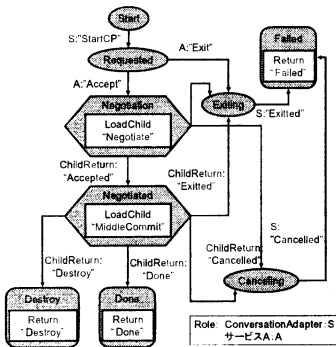 Start
S:"StartCP"
A:"Exit"
Requested
Failed
Return
"Failed"
A:"Accept"
Negotiation
LoadChild
"Negotiate"
Exiting
S:"Exitted"
ChildReturn:
"Accepted"
ChildReturn:
"Exitted"
Negotiated
LoadChild
"MiddleCommit"
S:
"Cancelled"
ChildReturn:
"Destroy"
ChildReturn:
"Done"
ChildReturn:
"Cancelled"
Cancelling
Destroy
Return
"Destroy"
Done
Return
"Done"
Role: ConversationAdapter:S
サービスA:A